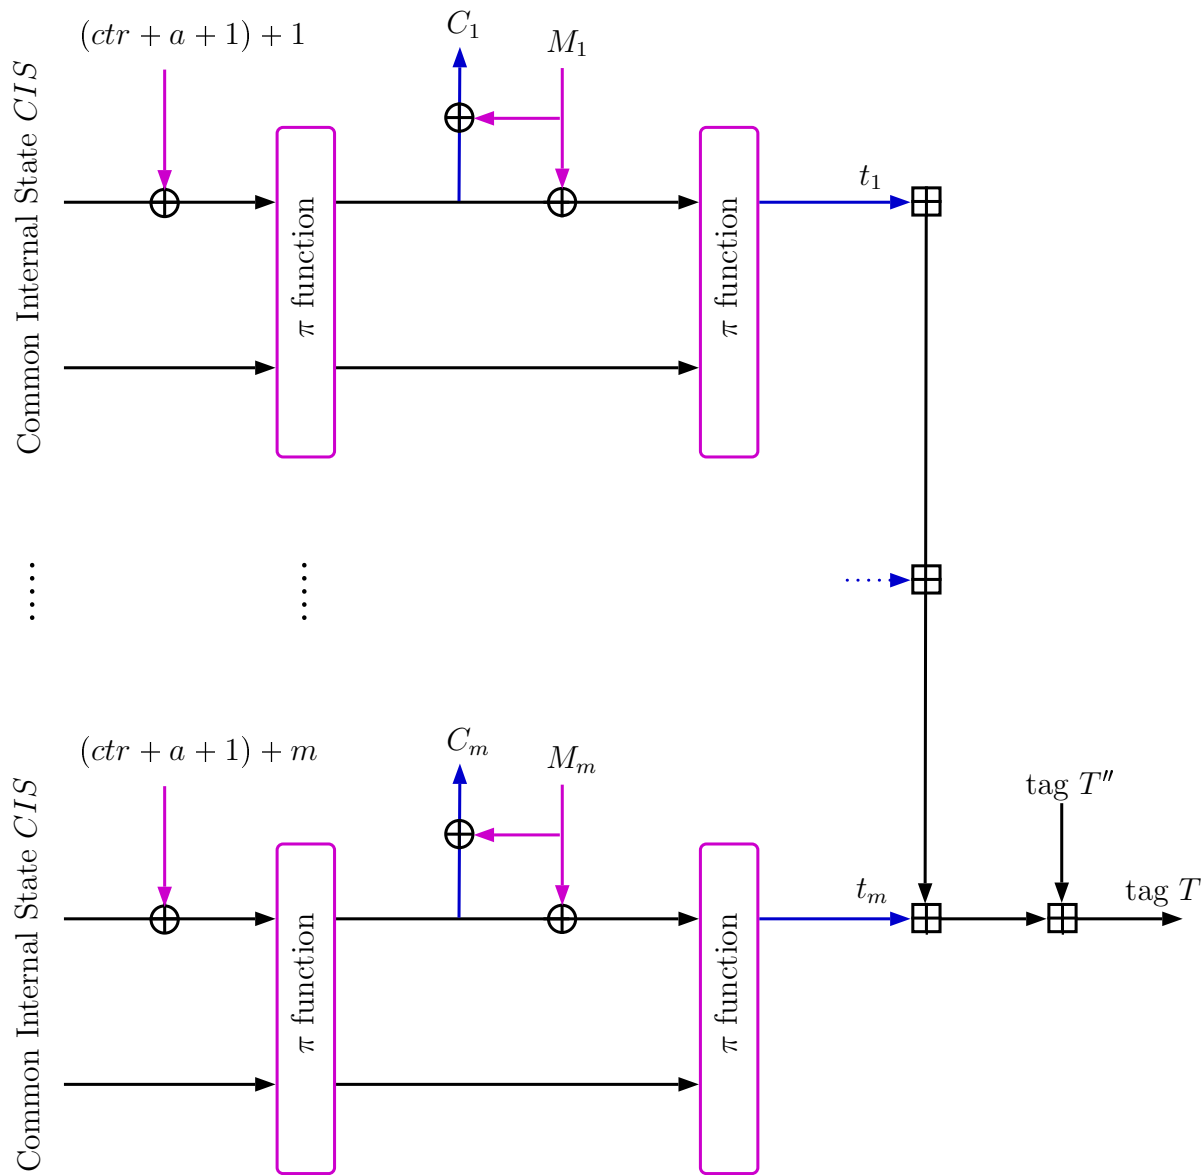 (ctr + a + 1) + 1
C₁
M₁
Common Internal State CIS
π function
π function
t₁
(ctr + a + 1) + m
Cₘ
Mₘ
Common Internal State CIS
π function
π function
tₘ
tag T″
tag T